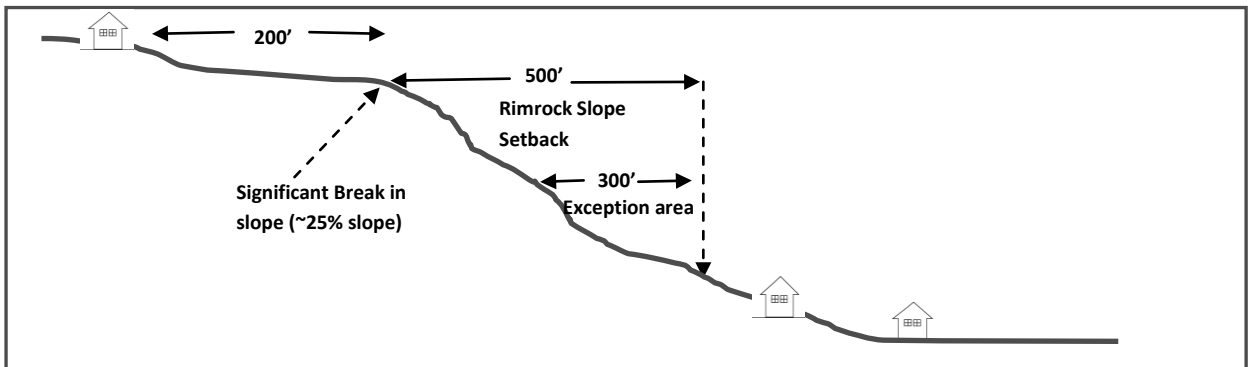 200’
500’
Rimrock Slope
Setback
300’
Exception area
Significant Break in
slope (~25% slope)